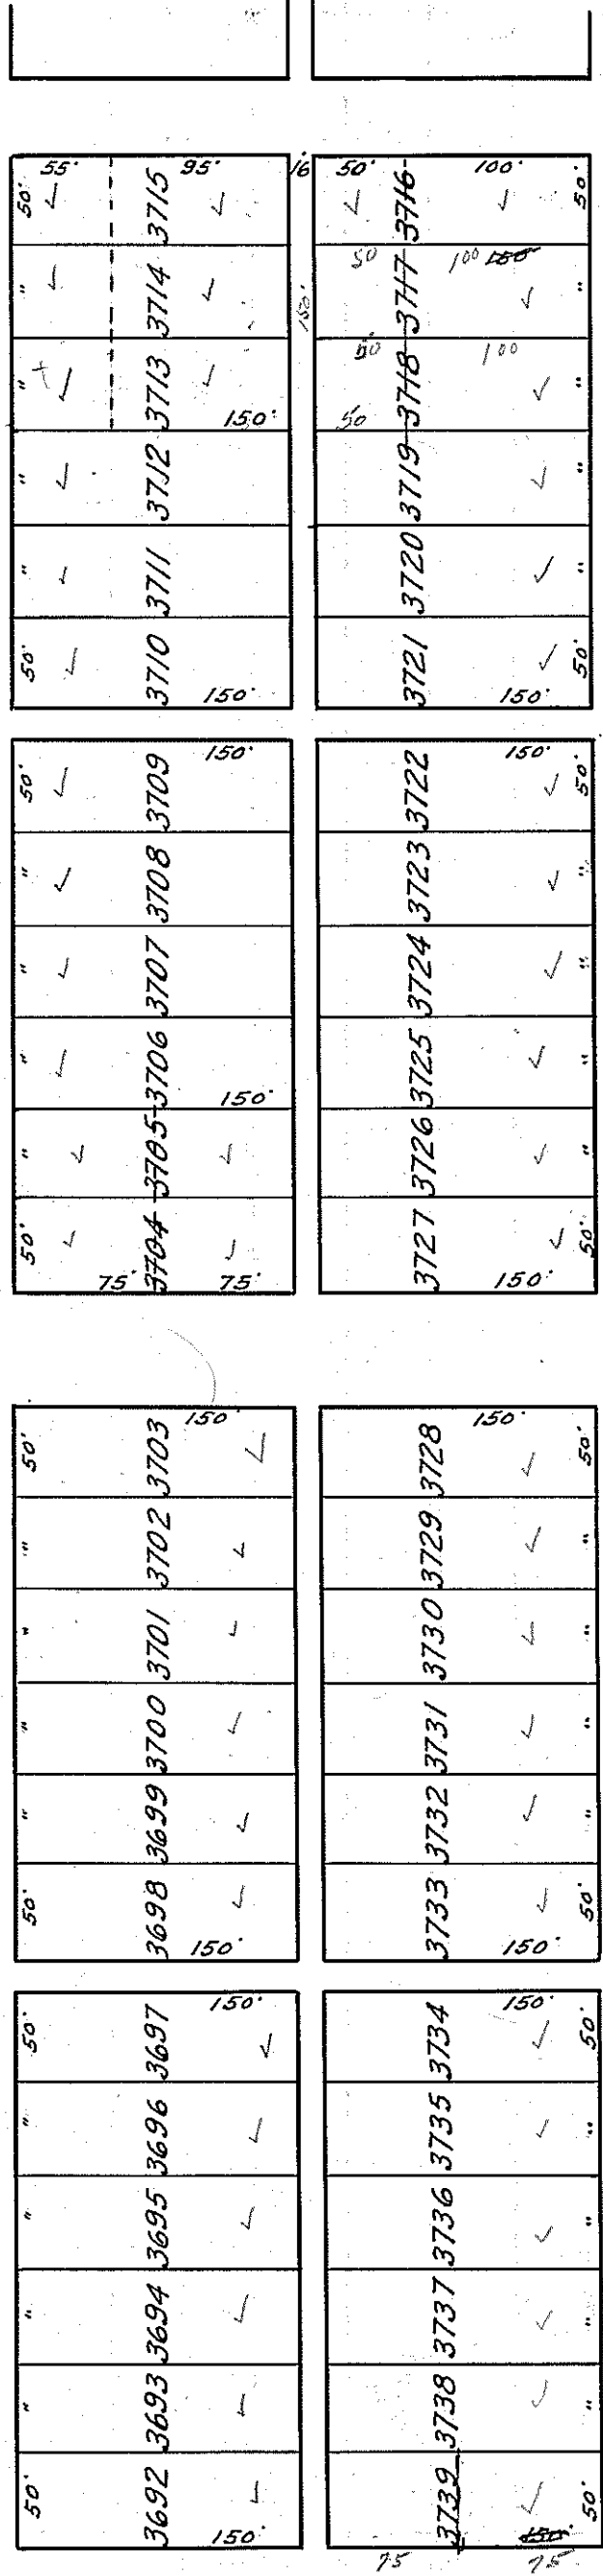 55' 95' 16 50' 100'
50' ✓ 3715 ✓ ✓ 3716 ✓ 50'
50 100 150
" ✓ 3714 ✓ 150' 3717 ✓ "
50 100
" ✓ 3713 ✓ 3718 ✓ "
150' 50
" ✓ 3712 3719 ✓ "
" ✓ 3711 3720 ✓ "
50' ✓ 3710 150' 3721 ✓ 150' 50'
150' 150'
50' ✓ 3709 3722 ✓ 50'
" ✓ 3708 3723 ✓ "
" ✓ 3707 3724 ✓ "
" ✓ 3706 150' 3725 ✓ "
" ✓ 3705 ✓ 3726 ✓ "
50' ✓ 3704 ✓ 3727 ✓ 50'
75' 75' 150'
150' 150'
50' 3703 ✓ 3728 ✓ 50'
" 3702 ✓ 3729 ✓ "
" 3701 ✓ 3730 ✓ "
" 3700 ✓ 3731 ✓ "
" 3699 ✓ 3732 ✓ "
50' 3698 ✓ 3733 ✓ 50'
150' 150'
150' 150'
50' 3697 ✓ 3734 ✓ 50'
" 3696 ✓ 3735 ✓ "
" 3695 ✓ 3736 ✓ "
" 3694 ✓ 3737 ✓ "
" 3693 ✓ 3738 ✓ "
50' 3692 ✓ 3739 ✓ 50'
150' 150'
75 75